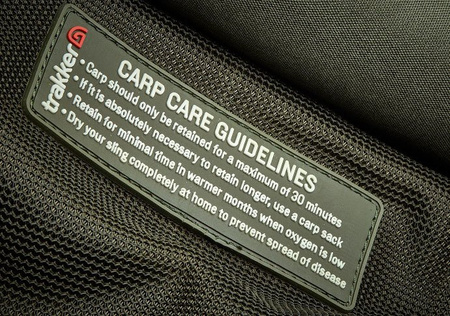 trakker
CARP CARE GUIDELINES
• Carp should only be retained for a maximum of 30 minutes
• If it is absolutely necessary to retain longer, use a carp sack
• Retain for minimal time in warmer months when oxygen is low
• Dry your sling completely at home to prevent spread of disease